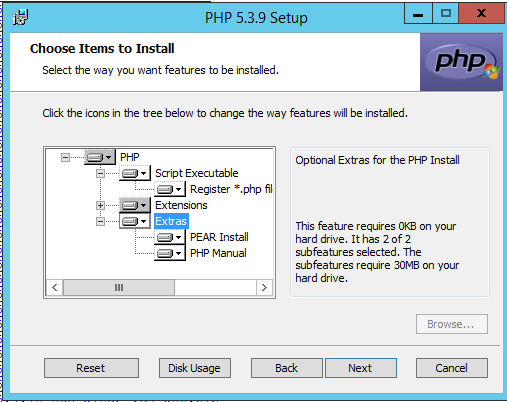 PHP 5.3.9 Setup
Choose Items to Install
Select the way you want features to be installed.
php
Click the icons in the tree below to change the way features will be installed.
PHP
Script Executable
Register *.php fil
Extensions
Extras
PEAR Install
PHP Manual
Optional Extras for the PHP Install
This feature requires 0KB on your
hard drive. It has 2 of 2
subfeatures selected. The
subfeatures require 30MB on your
hard drive.
Browse...
Reset Disk Usage Back Next Cancel